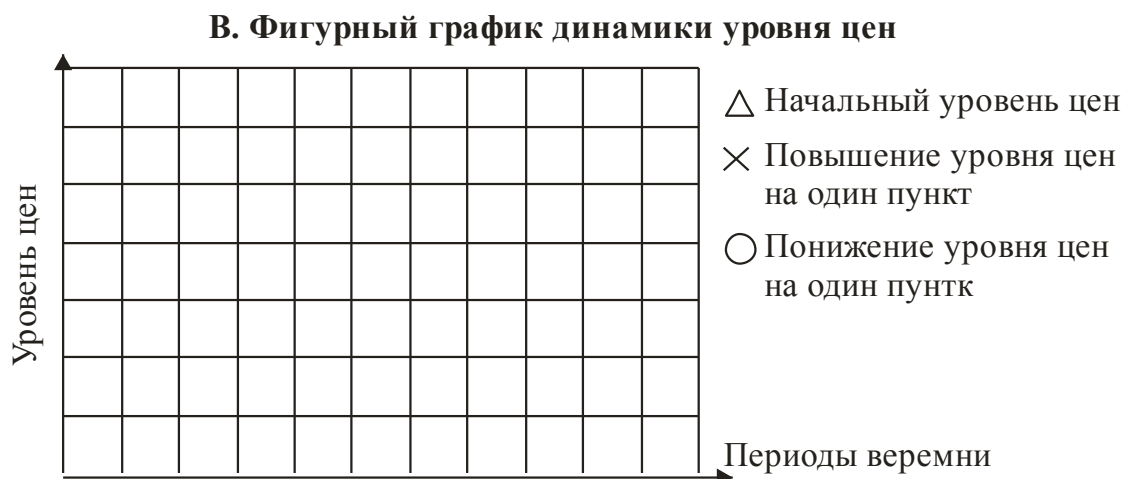 В. Фигурный график динамики уровня цен
Начальный уровень цен
Повышение уровня цен
на один пункт
Понижение уровня цен
на один пунтк
Уровень цен
Периоды веремни